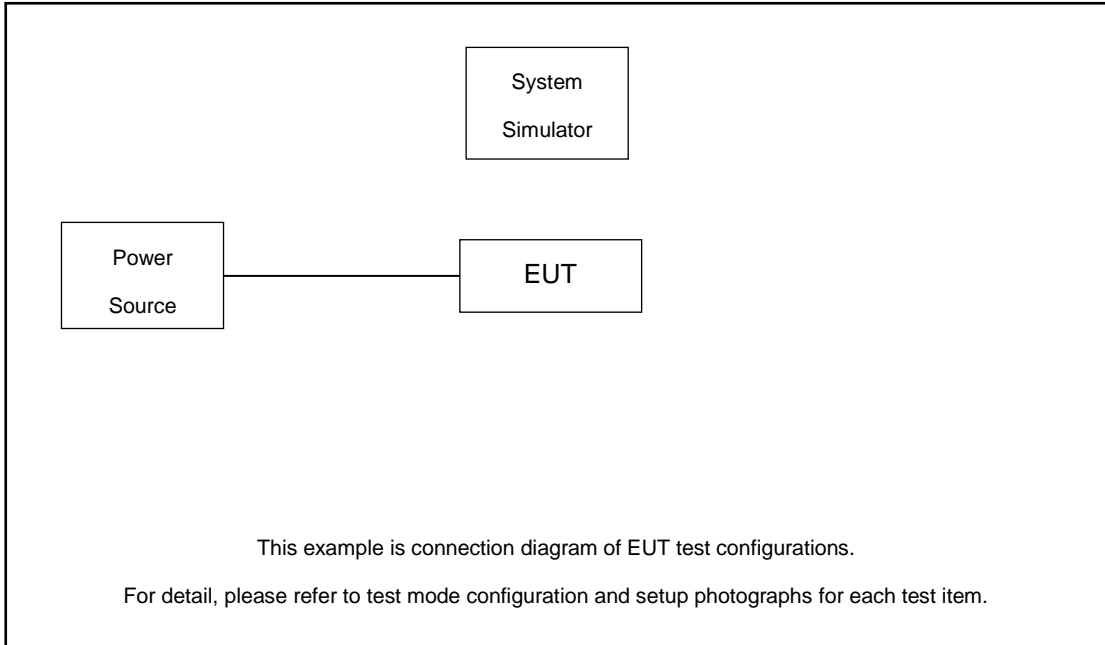 System
Simulator
Power
Source
EUT
This example is connection diagram of EUT test configurations.
For detail, please refer to test mode configuration and setup photographs for each test item.